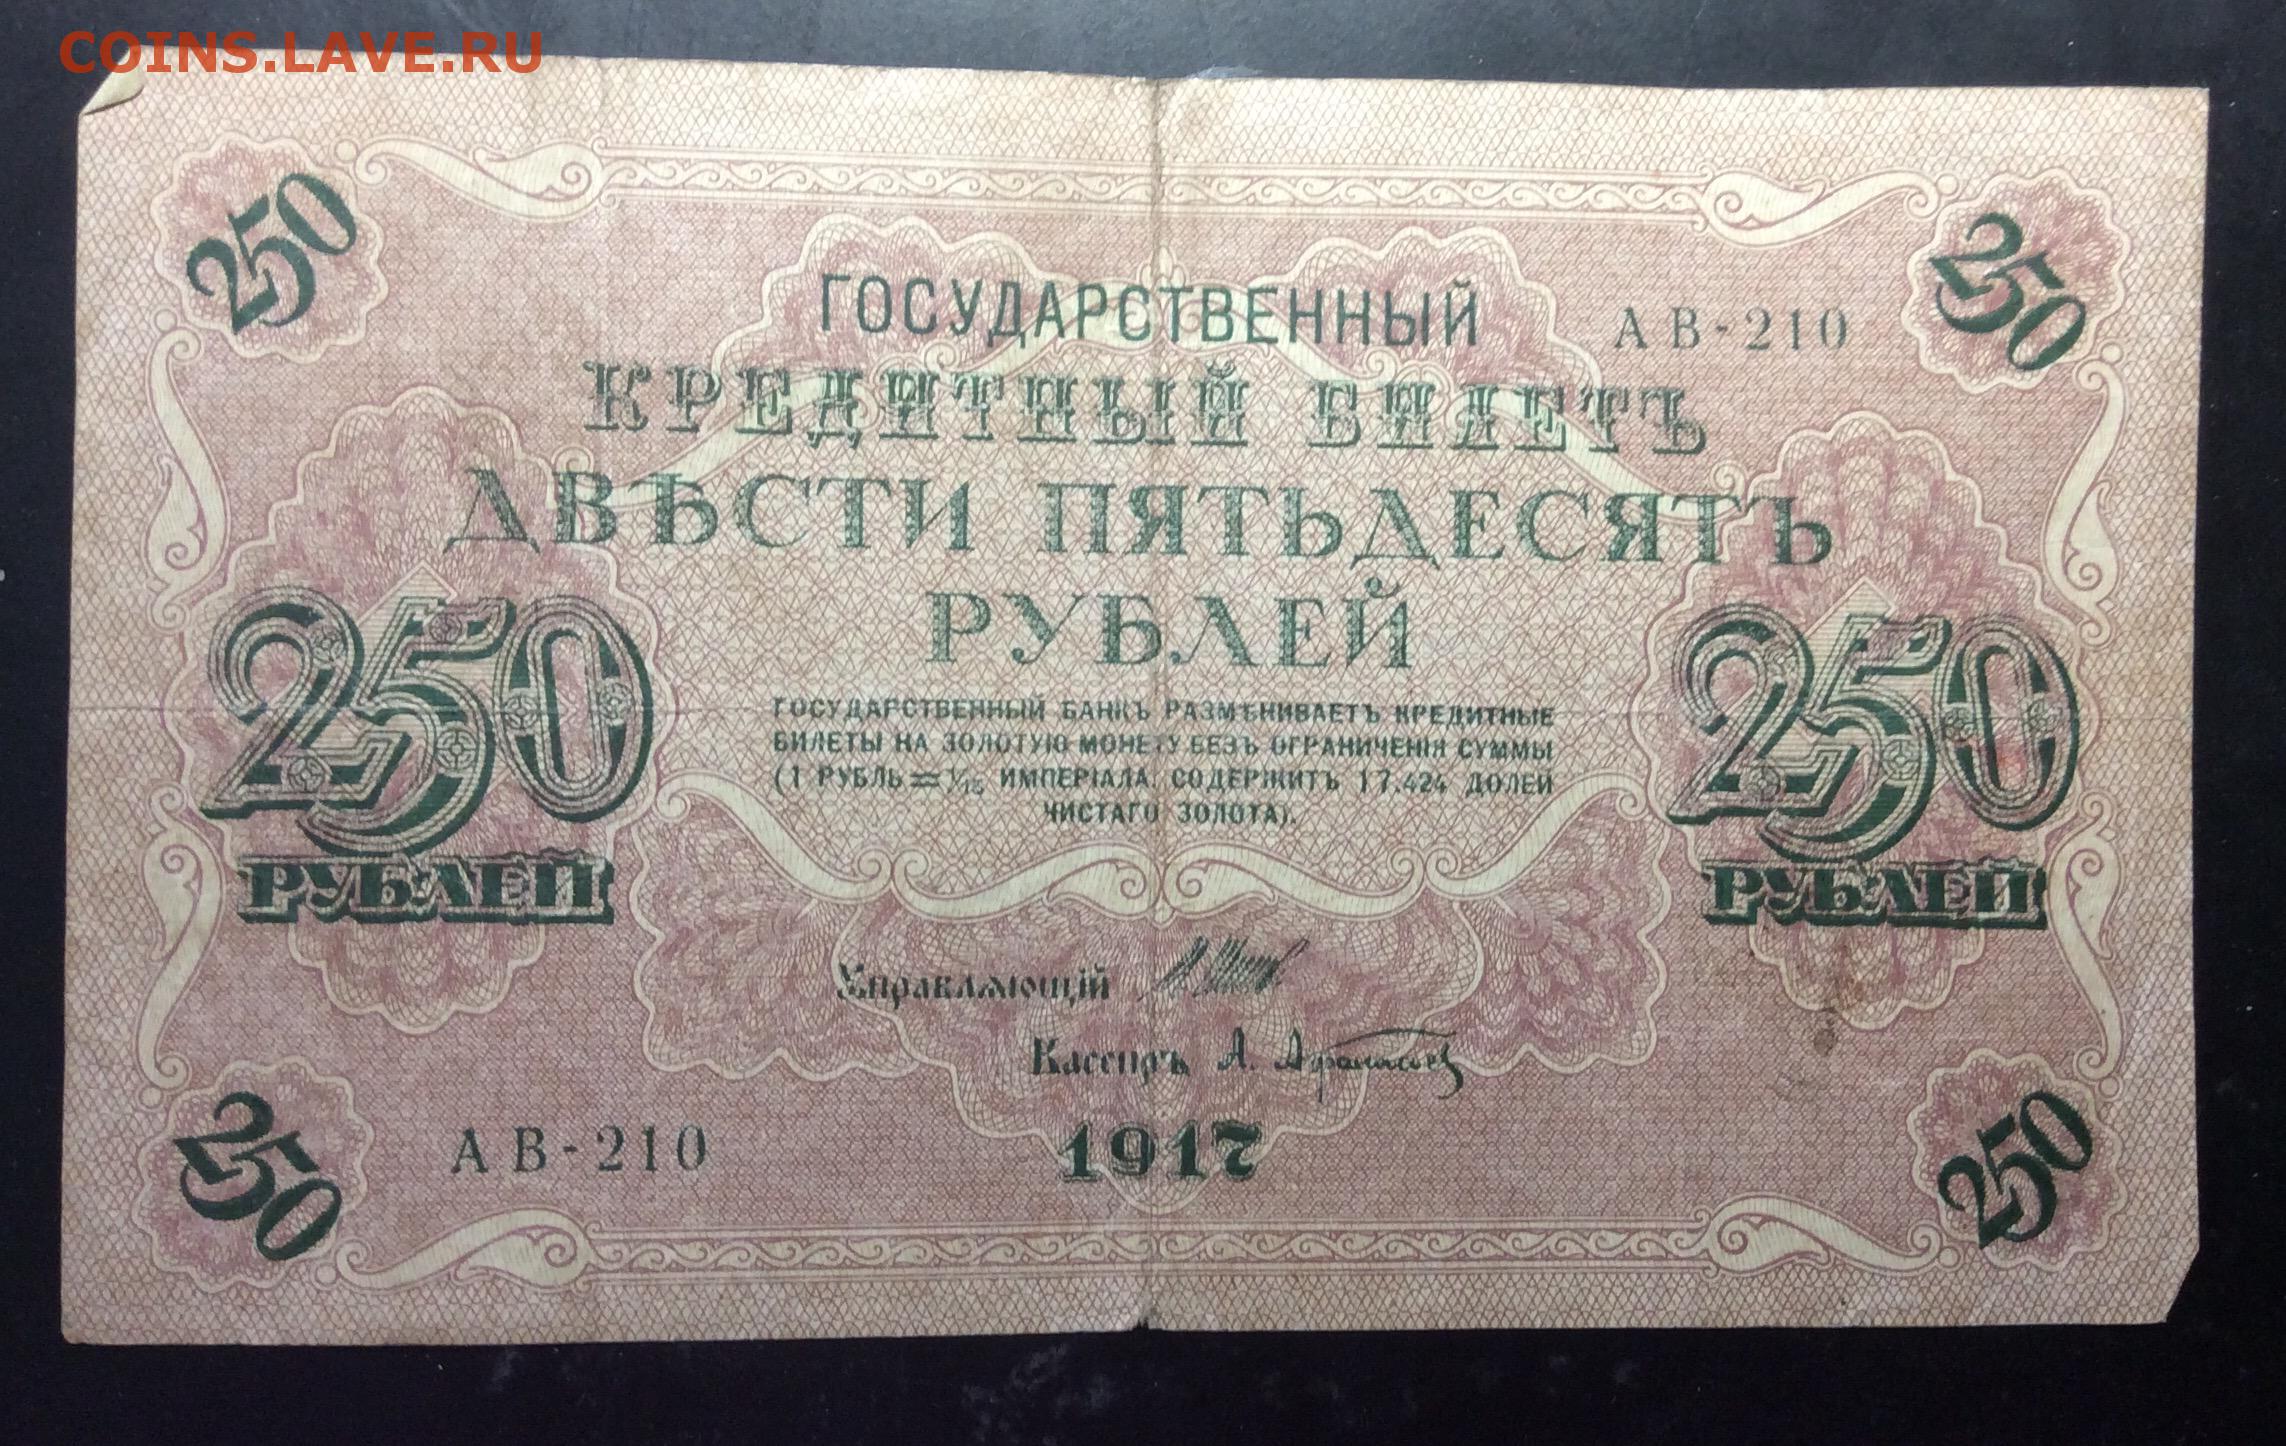 COINS.LAVE.RU
250
250
ГОСУДАРСТВЕННЫЙ
АВ-210
КРЕДИТНЫЙ БИЛЕТЪ
ДВѢСТИ ПЯТЬДЕСЯТЪ
РУБЛЕЙ
250
РУБЛЕЙ
250
РУБЛЕЙ
ГОСУДАРСТВЕННЫЙ БАНКЪ РАЗМѢНИВАЕТЪ КРЕДИТНЫЕ
БИЛЕТЫ НА ЗОЛОТУЮ МОНЕТУ БЕЗЪ ОГРАНИЧЕНІЯ СУММЫ
(1 РУБЛЬ = 1/15 ИМПЕРІАЛА, СОДЕРЖИТЪ 17.424 ДОЛЕЙ
ЧИСТАГО ЗОЛОТА).
Управляющій
Кассиръ А. Афанасьев
АВ-210
1917
250
250